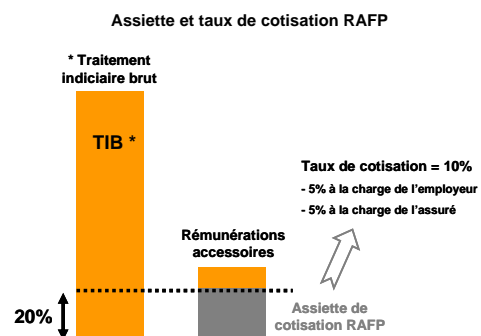 Assiette et taux de cotisation RAFP
* Traitement
indiciaire brut
TIB *
Taux de cotisation = 10%
- 5% à la charge de l'employeur
- 5% à la charge de l'assuré
Rémunérations
accessoires
20%
Assiette de
cotisation RAFP